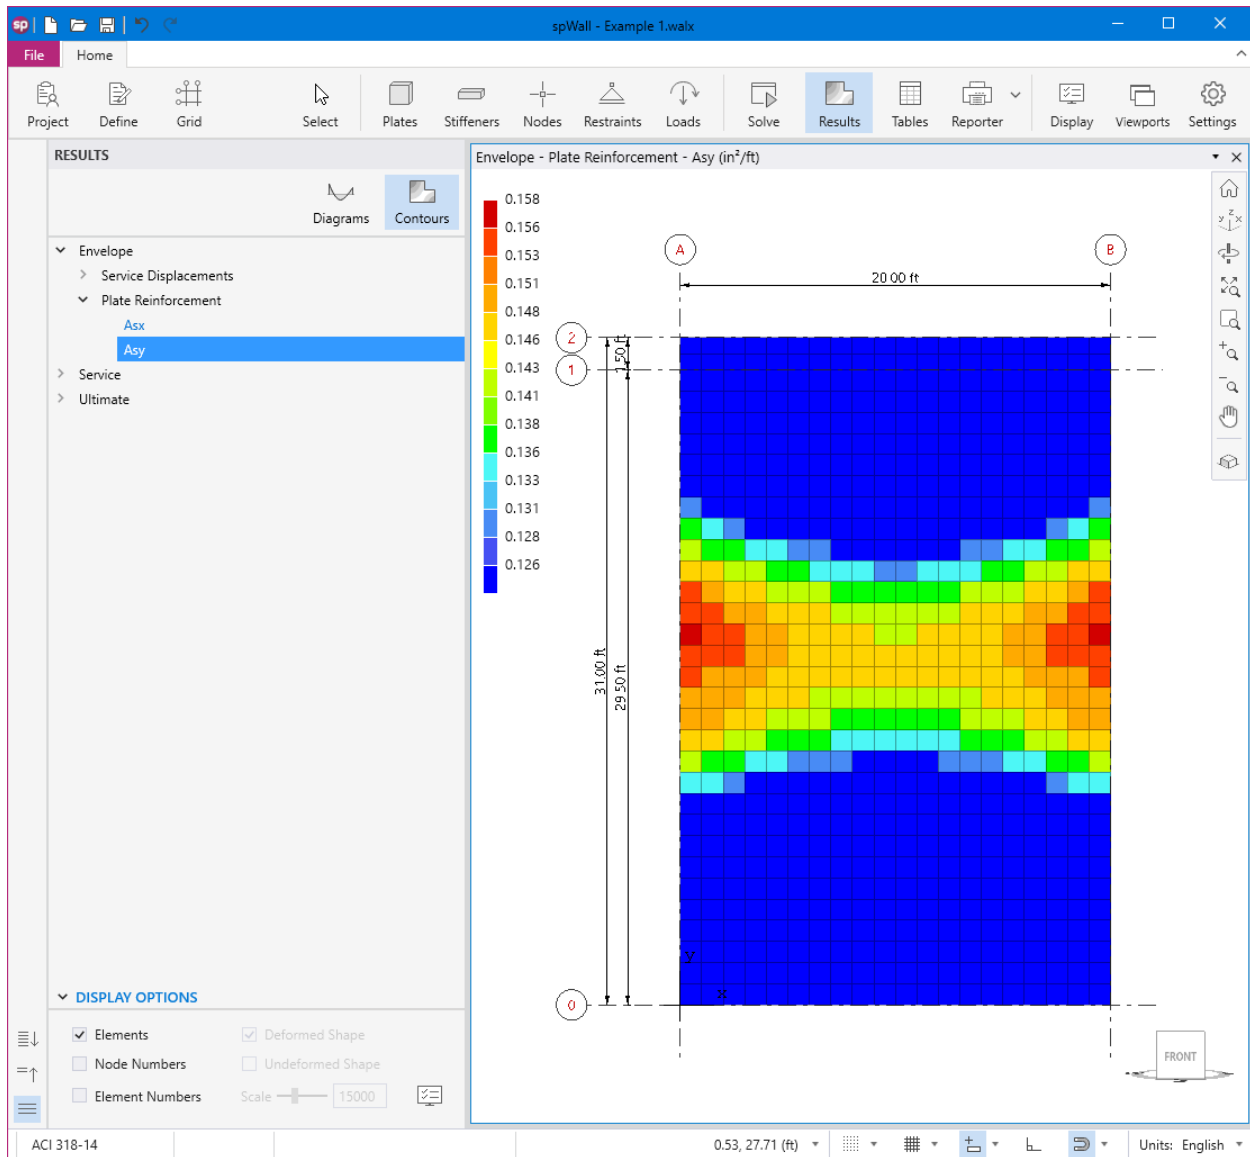 sp
spWall - Example 1.walx
File Home
Project Define Grid Select Plates Stiffeners Nodes Restraints Loads Solve Results Tables Reporter Display Viewports Settings
RESULTS
Diagrams Contours
Envelope
Service Displacements
Plate Reinforcement
Asx
Asy
Service
Ultimate
DISPLAY OPTIONS
Elements Deformed Shape
Node Numbers Undeformed Shape
Element Numbers Scale 15000
Envelope - Plate Reinforcement - Asy (in²/ft)
0.158
0.156
0.153
0.151
0.148
0.146
0.143
0.141
0.138
0.136
0.133
0.131
0.128
0.126
A B
20.00 ft
2
1.50 ft
1
31.00 ft
29.50 ft
y
x
0
y z x
FRONT
ACI 318-14 0.53, 27.71 (ft) Units: English